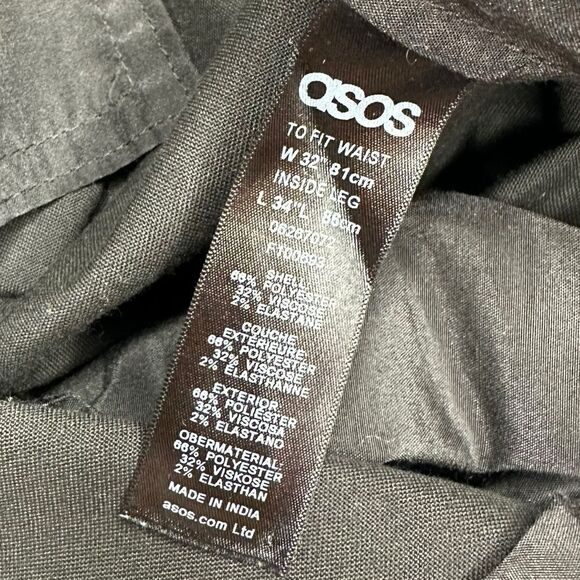 asos
TO FIT WAIST
W 32" 81cm
INSIDE LEG
L 34"L 86cm
SHELL
66% POLYESTER
32% VISCOSE
2% ELASTANE
COUCHE
EXTÉRIEURE
66% POLYESTER
32% VISCOSE
2% ELASTHANNE
EXTERIOR
66% POLIESTER
32% VISCOSA
2% ELASTANO
OBERMATERIAL
66% POLYESTER
32% VISKOSE
2% ELASTHAN
MADE IN INDIA
asos.com Ltd